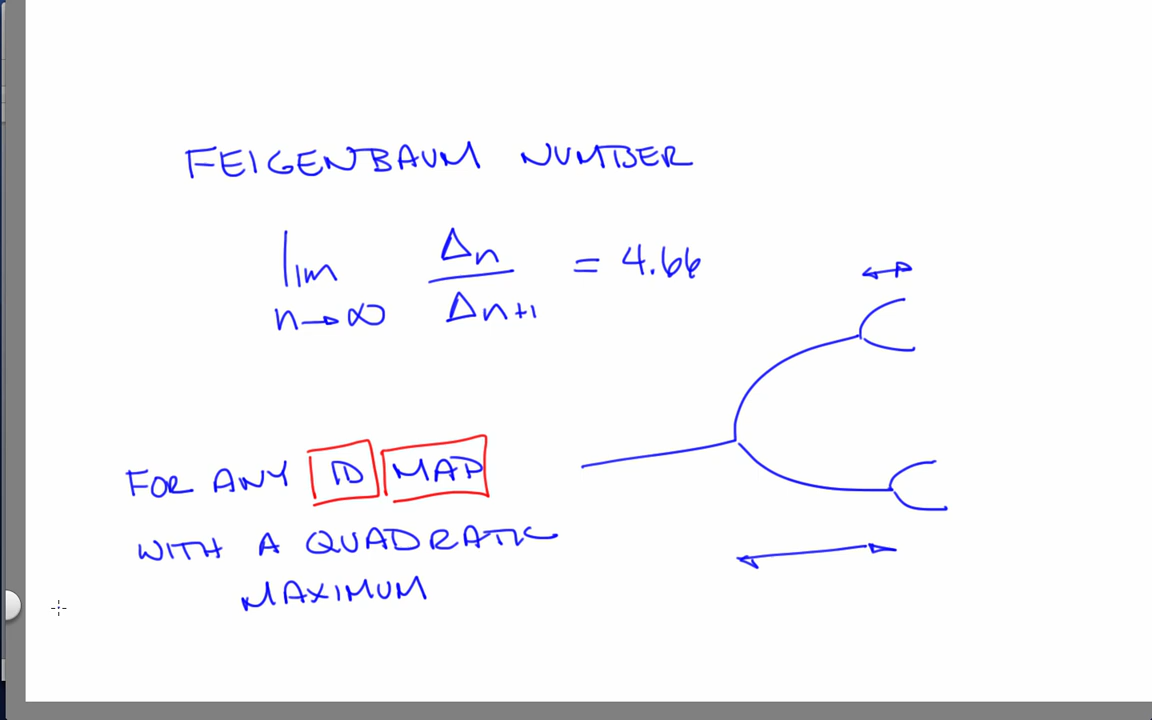 FEIGENBAUM NUMBER
lim n→∞ Δn / Δn+1 = 4.66
FOR ANY 1D MAP
WITH A QUADRATIC
MAXIMUM